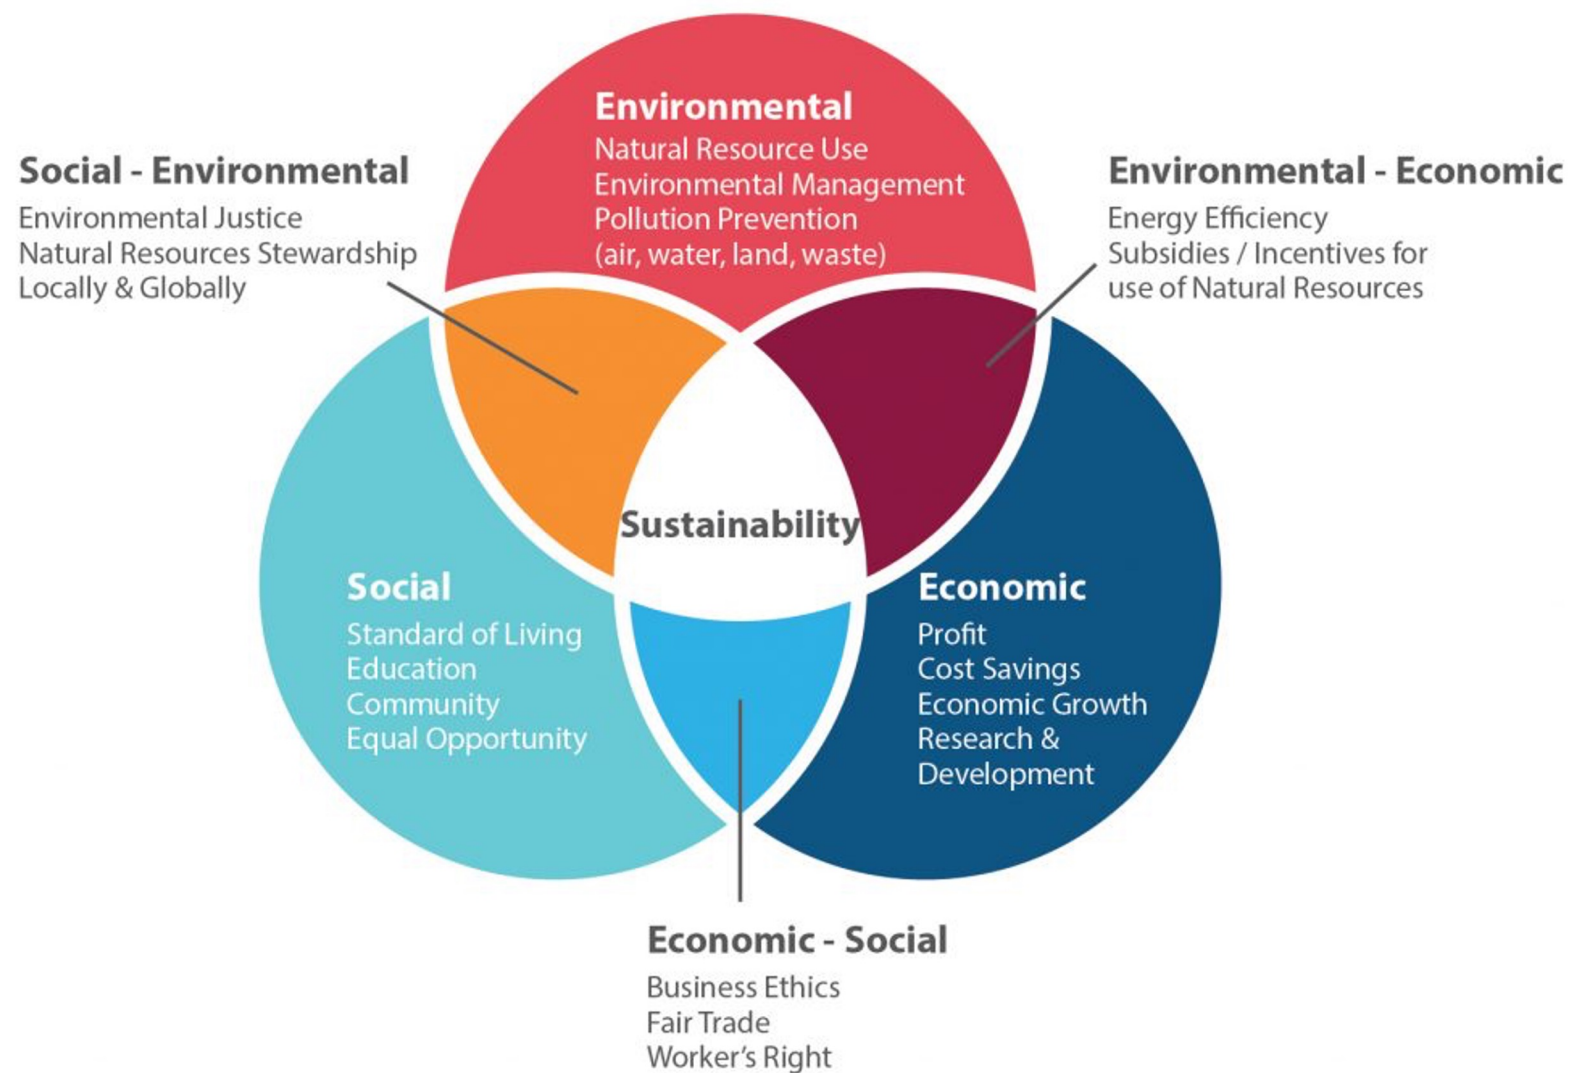 Environmental
Natural Resource Use
Environmental Management
Pollution Prevention
(air, water, land, waste)
Social - Environmental
Environmental Justice
Natural Resources Stewardship
Locally & Globally
Environmental - Economic
Energy Efficiency
Subsidies / Incentives for
use of Natural Resources
Sustainability
Social
Standard of Living
Education
Community
Equal Opportunity
Economic
Profit
Cost Savings
Economic Growth
Research &
Development
Economic - Social
Business Ethics
Fair Trade
Worker's Right